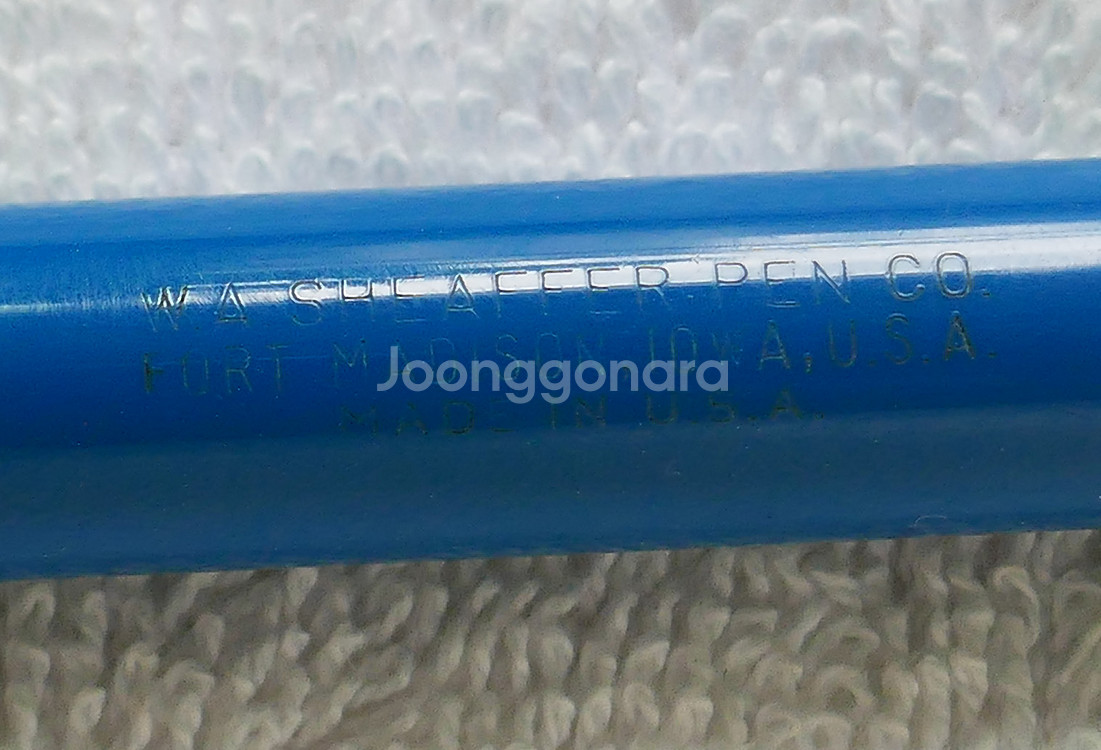 W.A SHEAFFER PEN CO.
FORT MADISON, IOWA, U.S.A.
MADE IN U.S.A.
Joonggonara